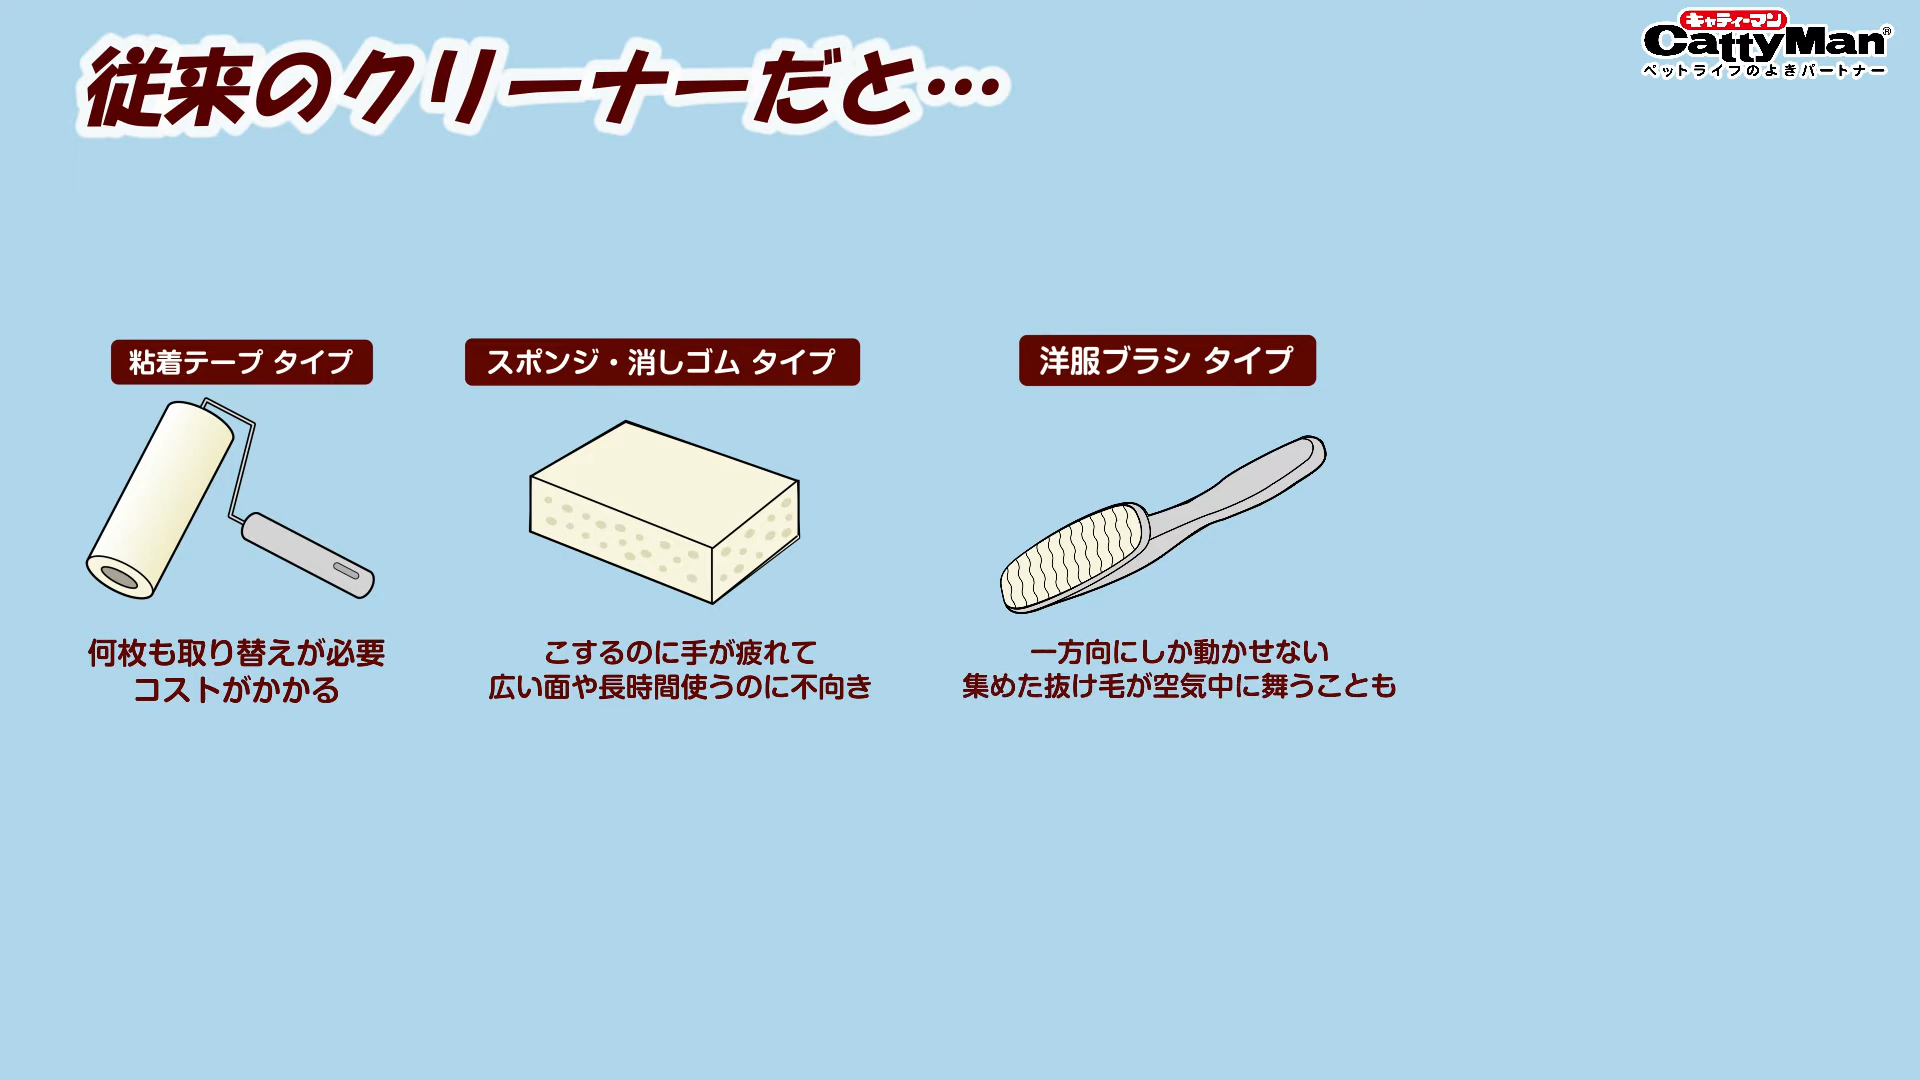 従来のクリーナーだと…
キャティーマン
CattyMan®
ペットライフのよきパートナー
粘着テープ タイプ
何枚も取り替えが必要
コストがかかる
スポンジ・消しゴム タイプ
こするのに手が疲れて
広い面や長時間使うのに不向き
洋服ブラシ タイプ
一方向にしか動かせない
集めた抜け毛が空気中に舞うことも